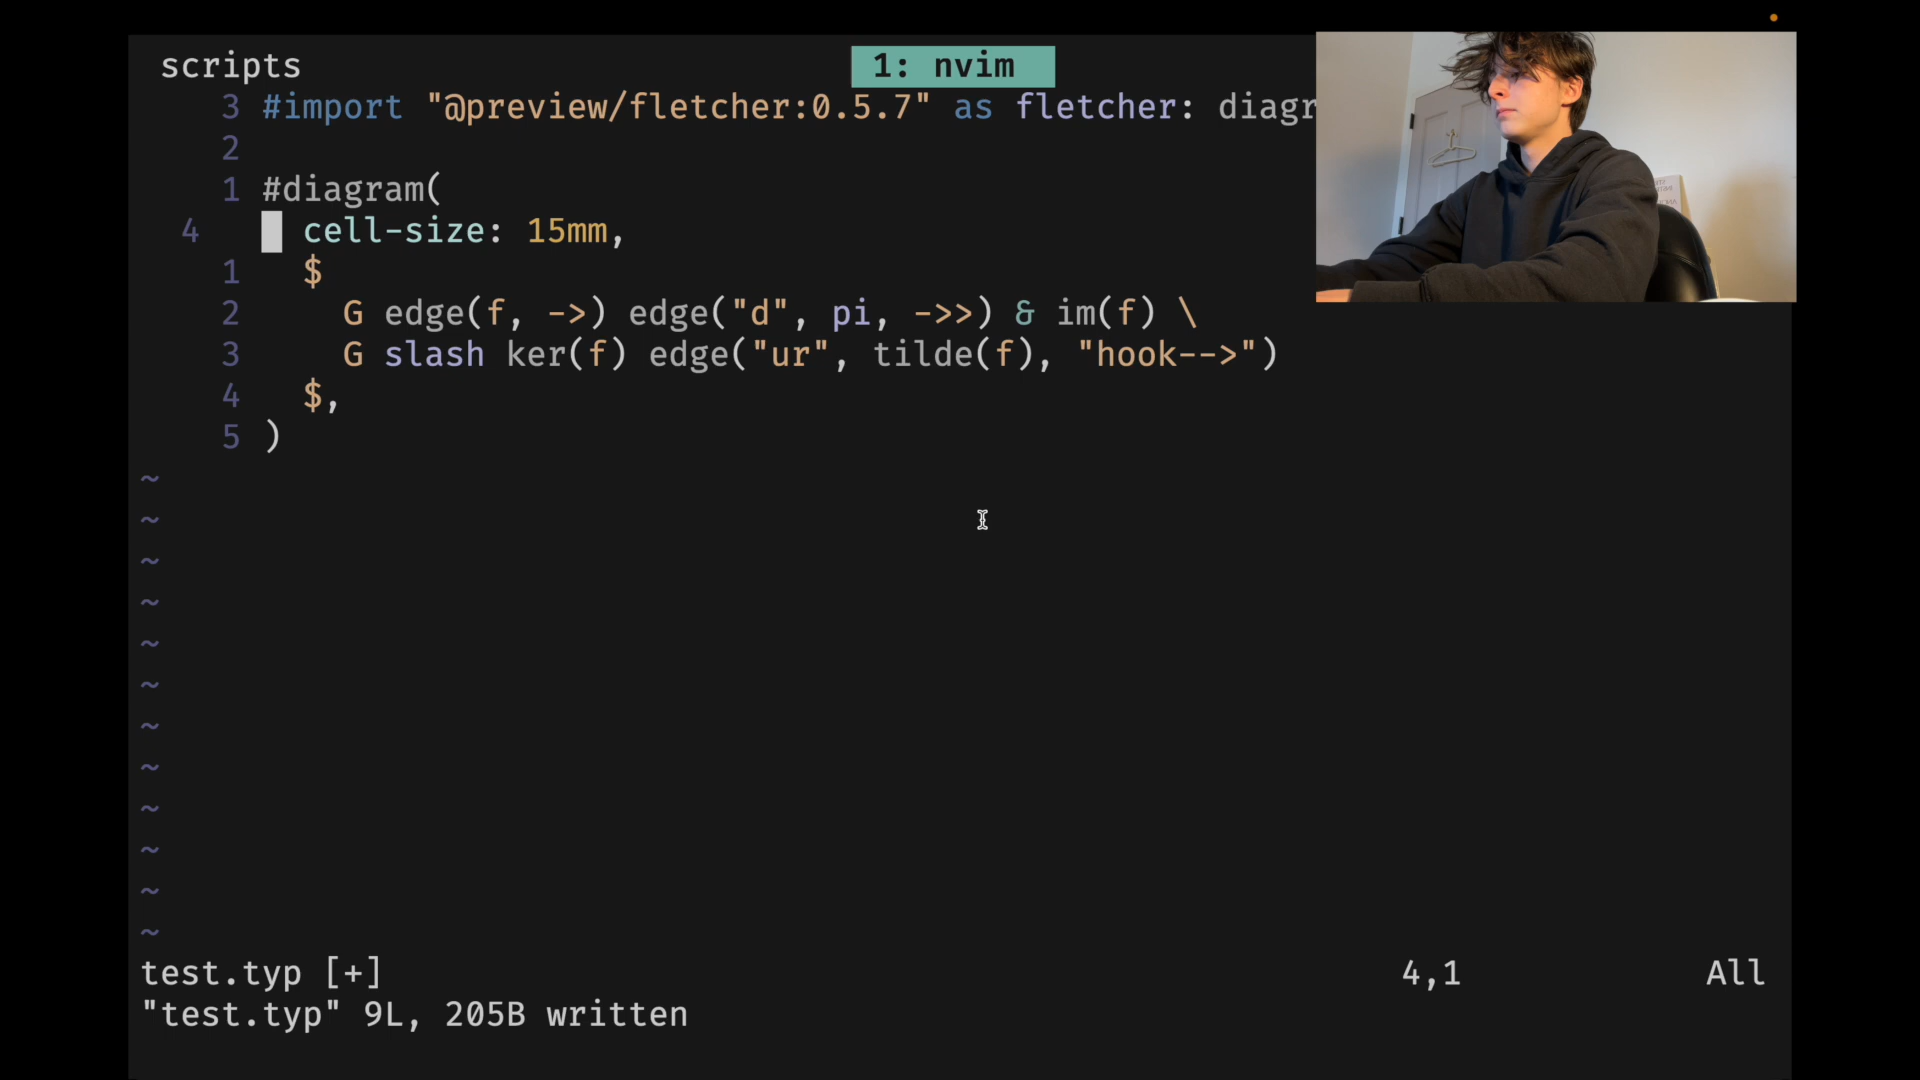 scripts 1: nvim
3 #import "@preview/fletcher:0.5.7" as fletcher: diagr
2
1 #diagram(
4 cell-size: 15mm,
1 $
2 G edge(f, ->) edge("d", pi, ->>) & im(f) \
3 G slash ker(f) edge("ur", tilde(f), "hook-->")
4 $,
5 )
~
~
~
~
~
~
~
~
~
~
~
~
test.typ [+] 4,1 All
"test.typ" 9L, 205B written